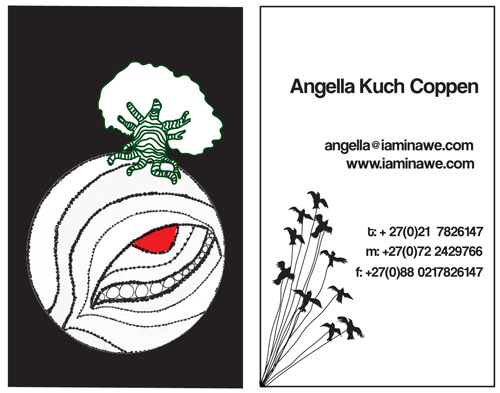 Angella Kuch Coppen
angella@iaminawe.com
www.iaminawe.com
t: + 27(0)21 7826147
m: +27(0)72 2429766
f: +27(0)88 0217826147